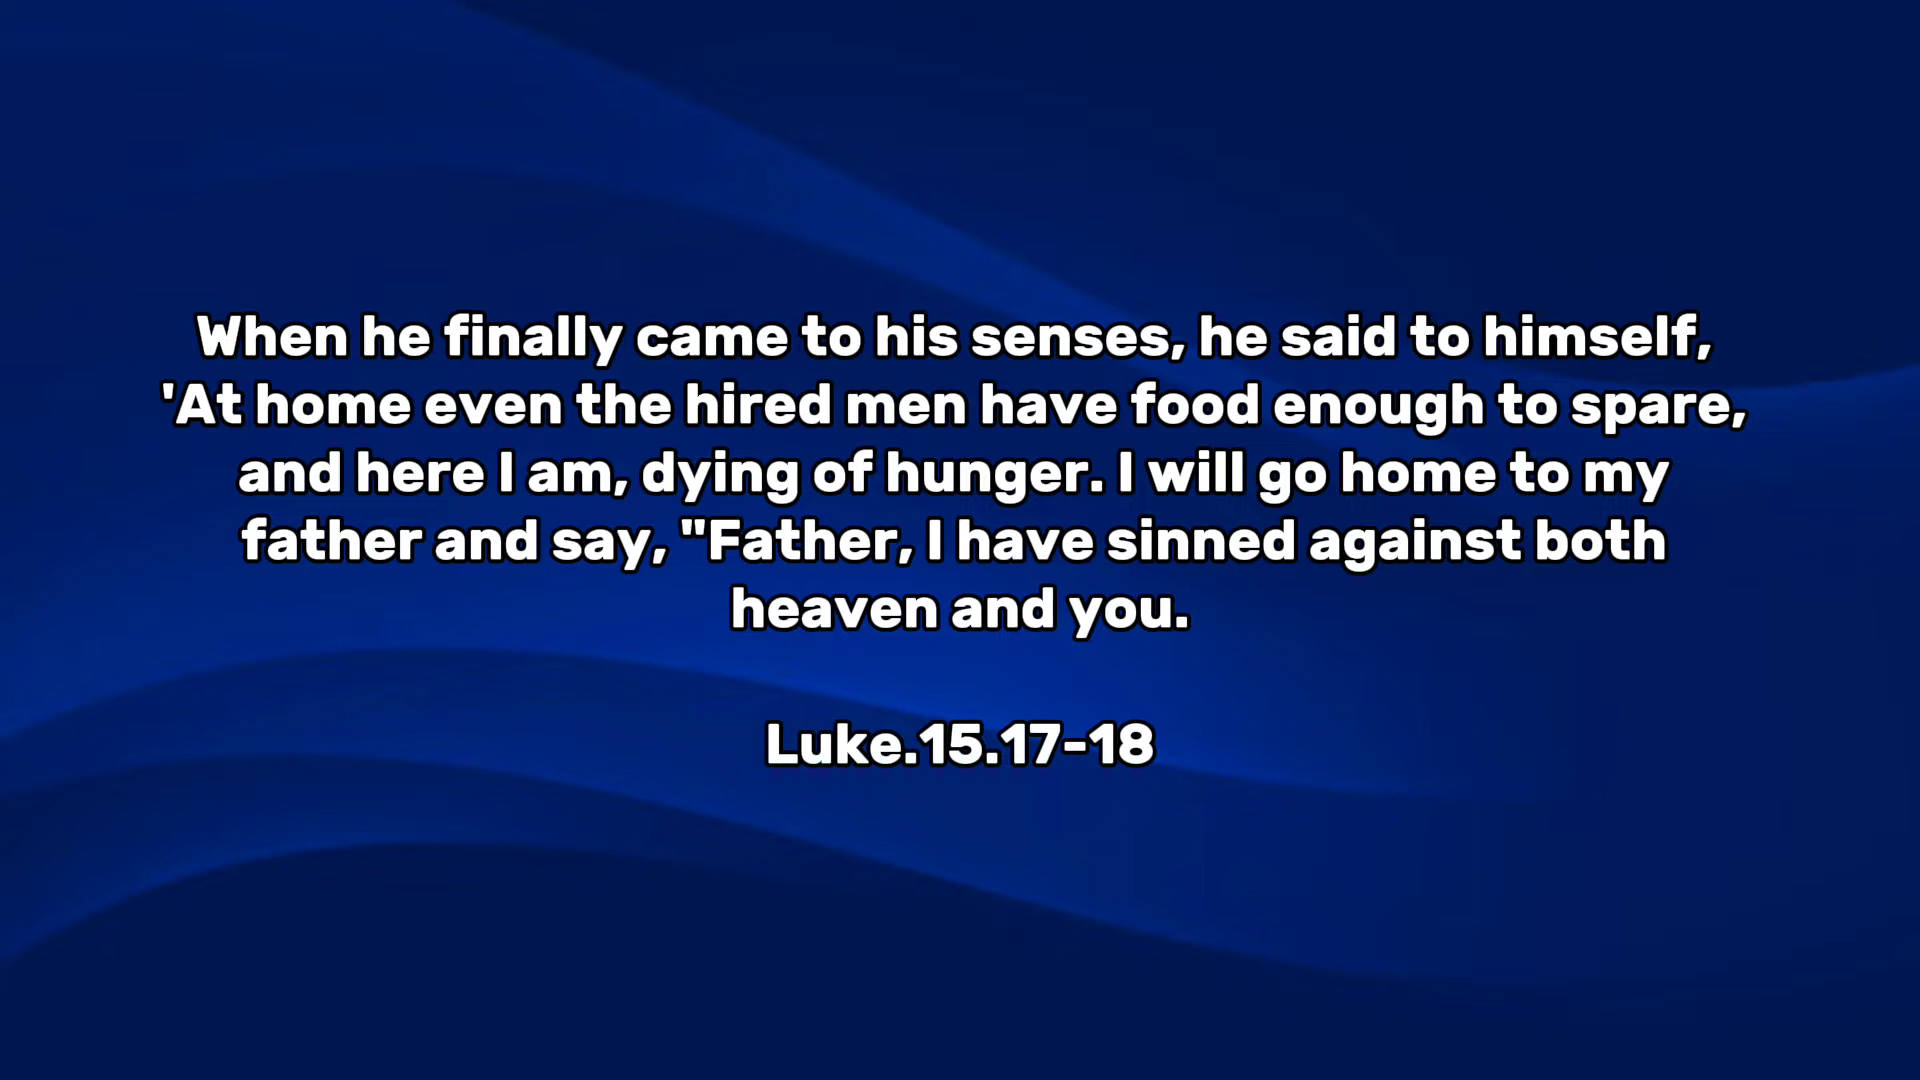 When he finally came to his senses, he said to himself,
'At home even the hired men have food enough to spare,
and here I am, dying of hunger. I will go home to my
father and say, "Father, I have sinned against both
heaven and you.
Luke.15.17-18